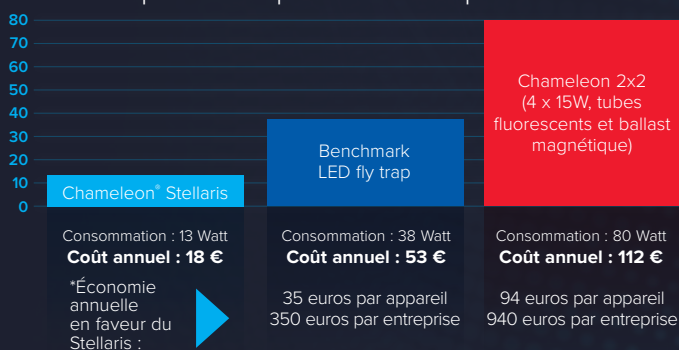 80
70
60
50
40
30
20
10
0
Chameleon® Stellaris
Benchmark
LED fly trap
Chameleon 2x2
(4 x 15W, tubes
fluorescents et ballast
magnétique)
Consommation : 13 Watt
Coût annuel : 18 €
*Économie
annuelle
en faveur du
Stellaris :
Consommation : 38 Watt
Coût annuel : 53 €
35 euros par appareil
350 euros par entreprise
Consommation : 80 Watt
Coût annuel : 112 €
94 euros par appareil
940 euros par entreprise